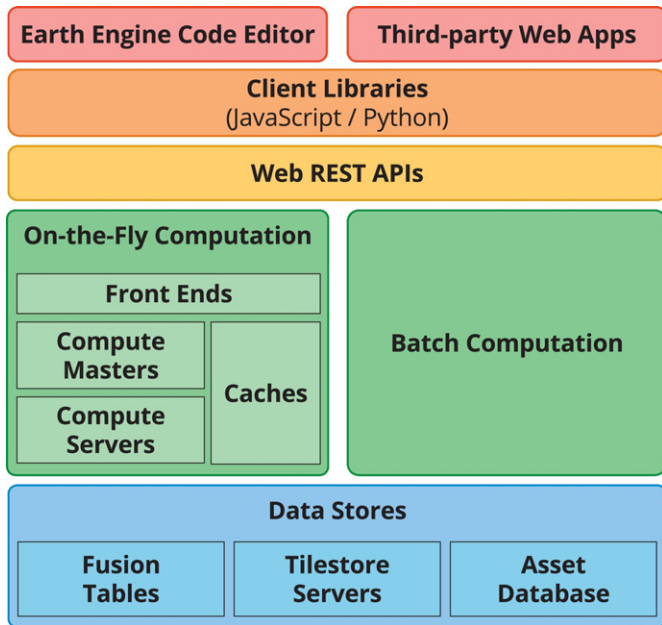 Earth Engine Code Editor
Third-party Web Apps
Client Libraries
(JavaScript / Python)
Web REST APIs
On-the-Fly Computation
Front Ends
Compute
Masters
Caches
Compute
Servers
Batch Computation
Data Stores
Fusion
Tables
Tilestore
Servers
Asset
Database